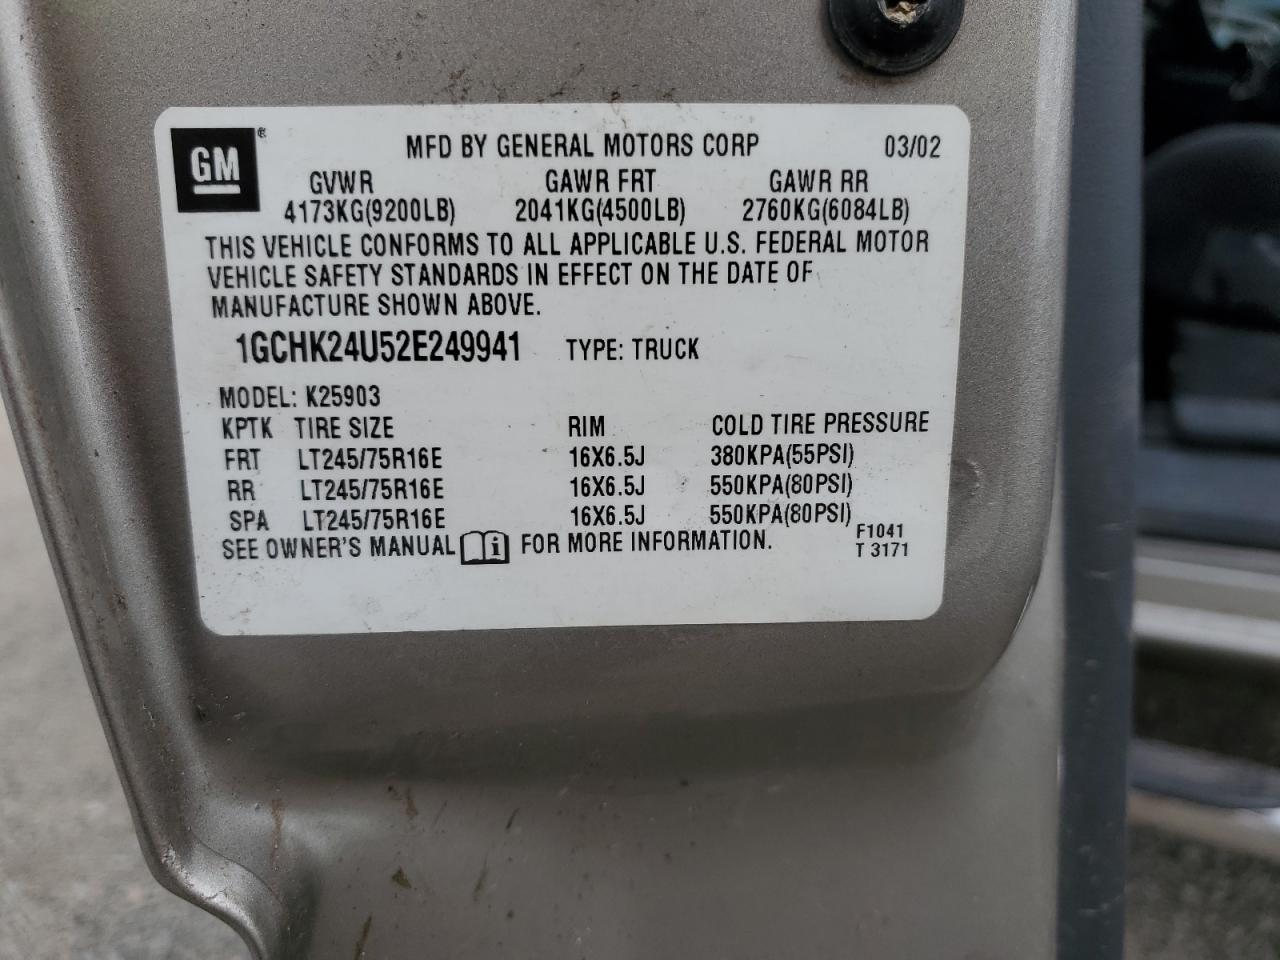 GM®
MFD BY GENERAL MOTORS CORP 03/02
GVWR GAWR FRT GAWR RR
4173KG(9200LB) 2041KG(4500LB) 2760KG(6084LB)
THIS VEHICLE CONFORMS TO ALL APPLICABLE U.S. FEDERAL MOTOR
VEHICLE SAFETY STANDARDS IN EFFECT ON THE DATE OF
MANUFACTURE SHOWN ABOVE.
1GCHK24U52E249941 TYPE: TRUCK
MODEL: K25903
KPTK TIRE SIZE RIM COLD TIRE PRESSURE
FRT LT245/75R16E 16X6.5J 380KPA(55PSI)
RR LT245/75R16E 16X6.5J 550KPA(80PSI)
SPA LT245/75R16E 16X6.5J 550KPA(80PSI)
SEE OWNER'S MANUAL i FOR MORE INFORMATION.
F1041
T 3171